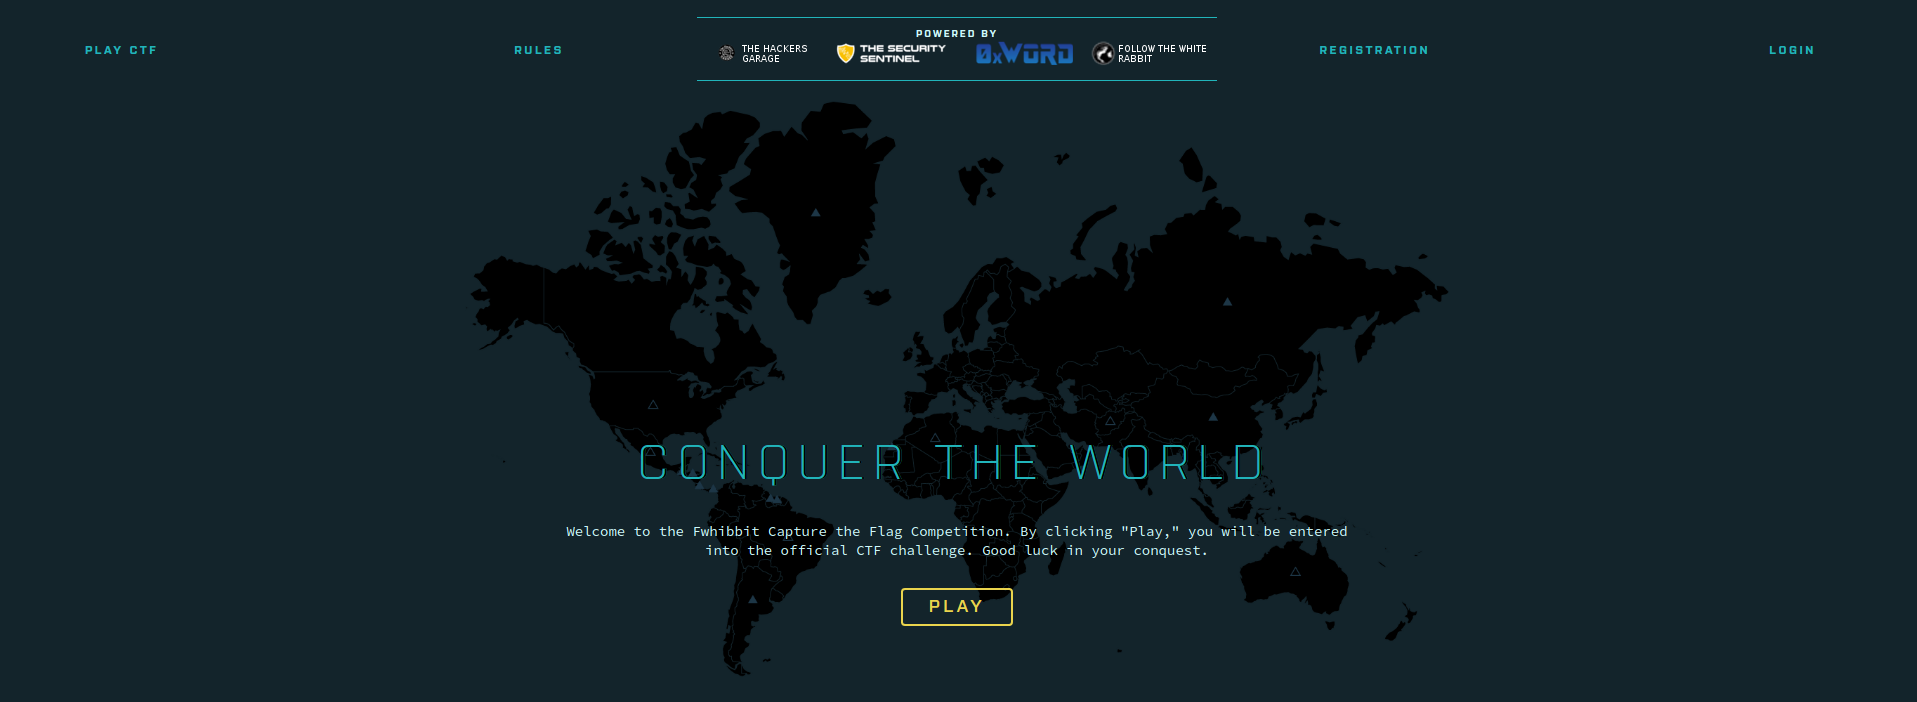 PLAY CTF
RULES
POWERED BY
THE HACKERS
GARAGE
THE SECURITY
SENTINEL
0xWORD
FOLLOW THE WHITE
RABBIT
REGISTRATION
LOGIN
CONQUER THE WORLD
Welcome to the Fwhibbit Capture the Flag Competition. By clicking "Play," you will be entered
into the official CTF challenge. Good luck in your conquest.
PLAY